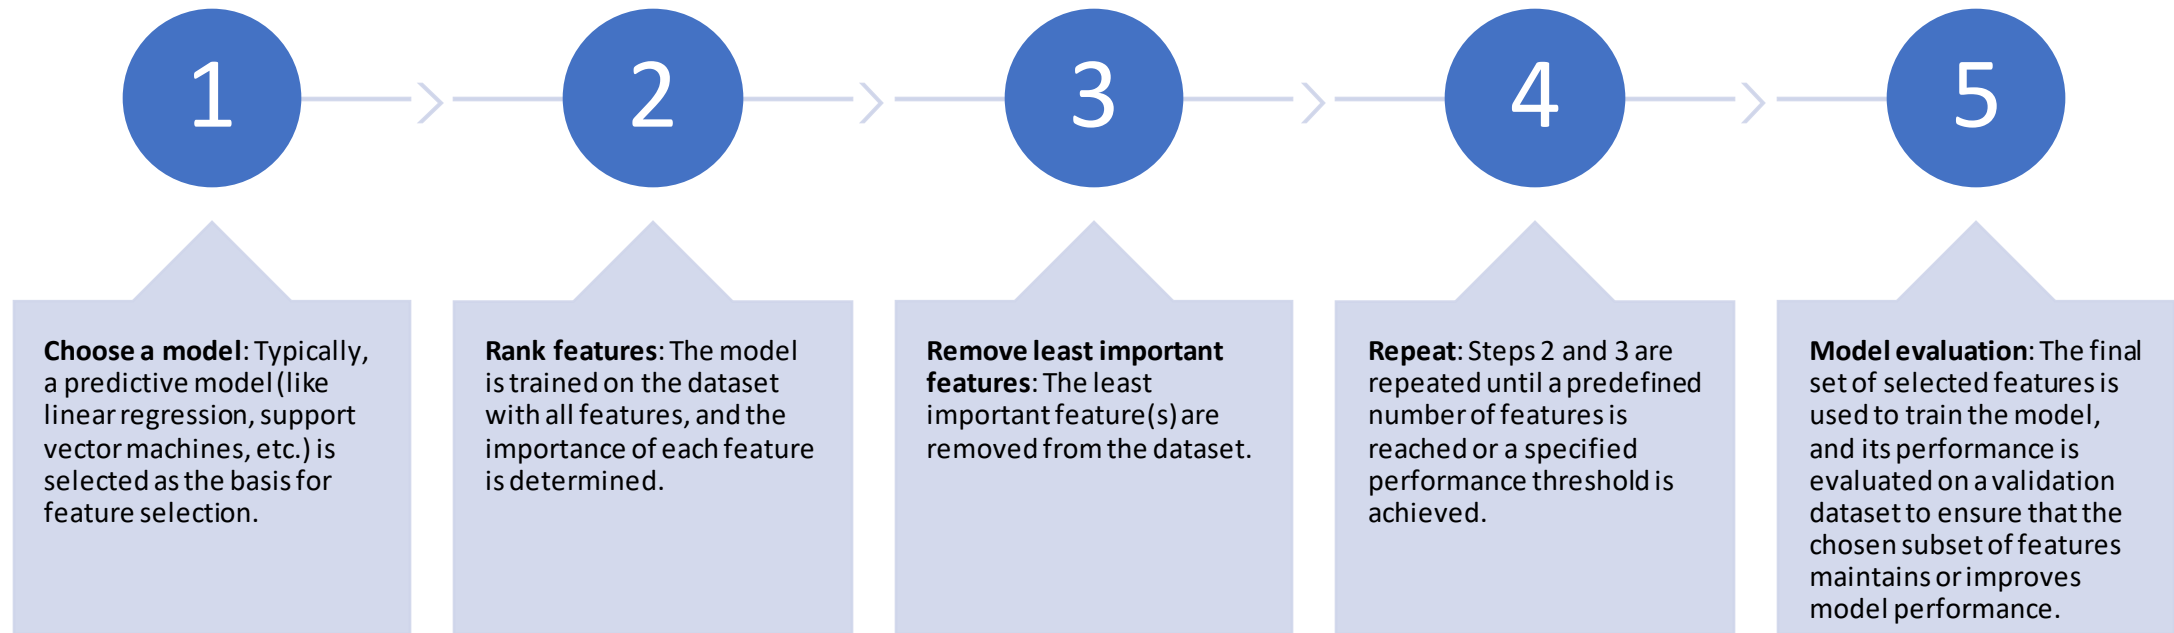 1
2
3
4
5
Choose a model: Typically,
a predictive model (like
linear regression, support
vector machines, etc.) is
selected as the basis for
feature selection.
Rank features: The model
is trained on the dataset
with all features, and the
importance of each feature
is determined.
Remove least important
features: The least
important feature(s) are
removed from the dataset.
Repeat: Steps 2 and 3 are
repeated until a predefined
number of features is
reached or a specified
performance threshold is
achieved.
Model evaluation: The final
set of selected features is
used to train the model,
and its performance is
evaluated on a validation
dataset to ensure that the
chosen subset of features
maintains or improves
model performance.